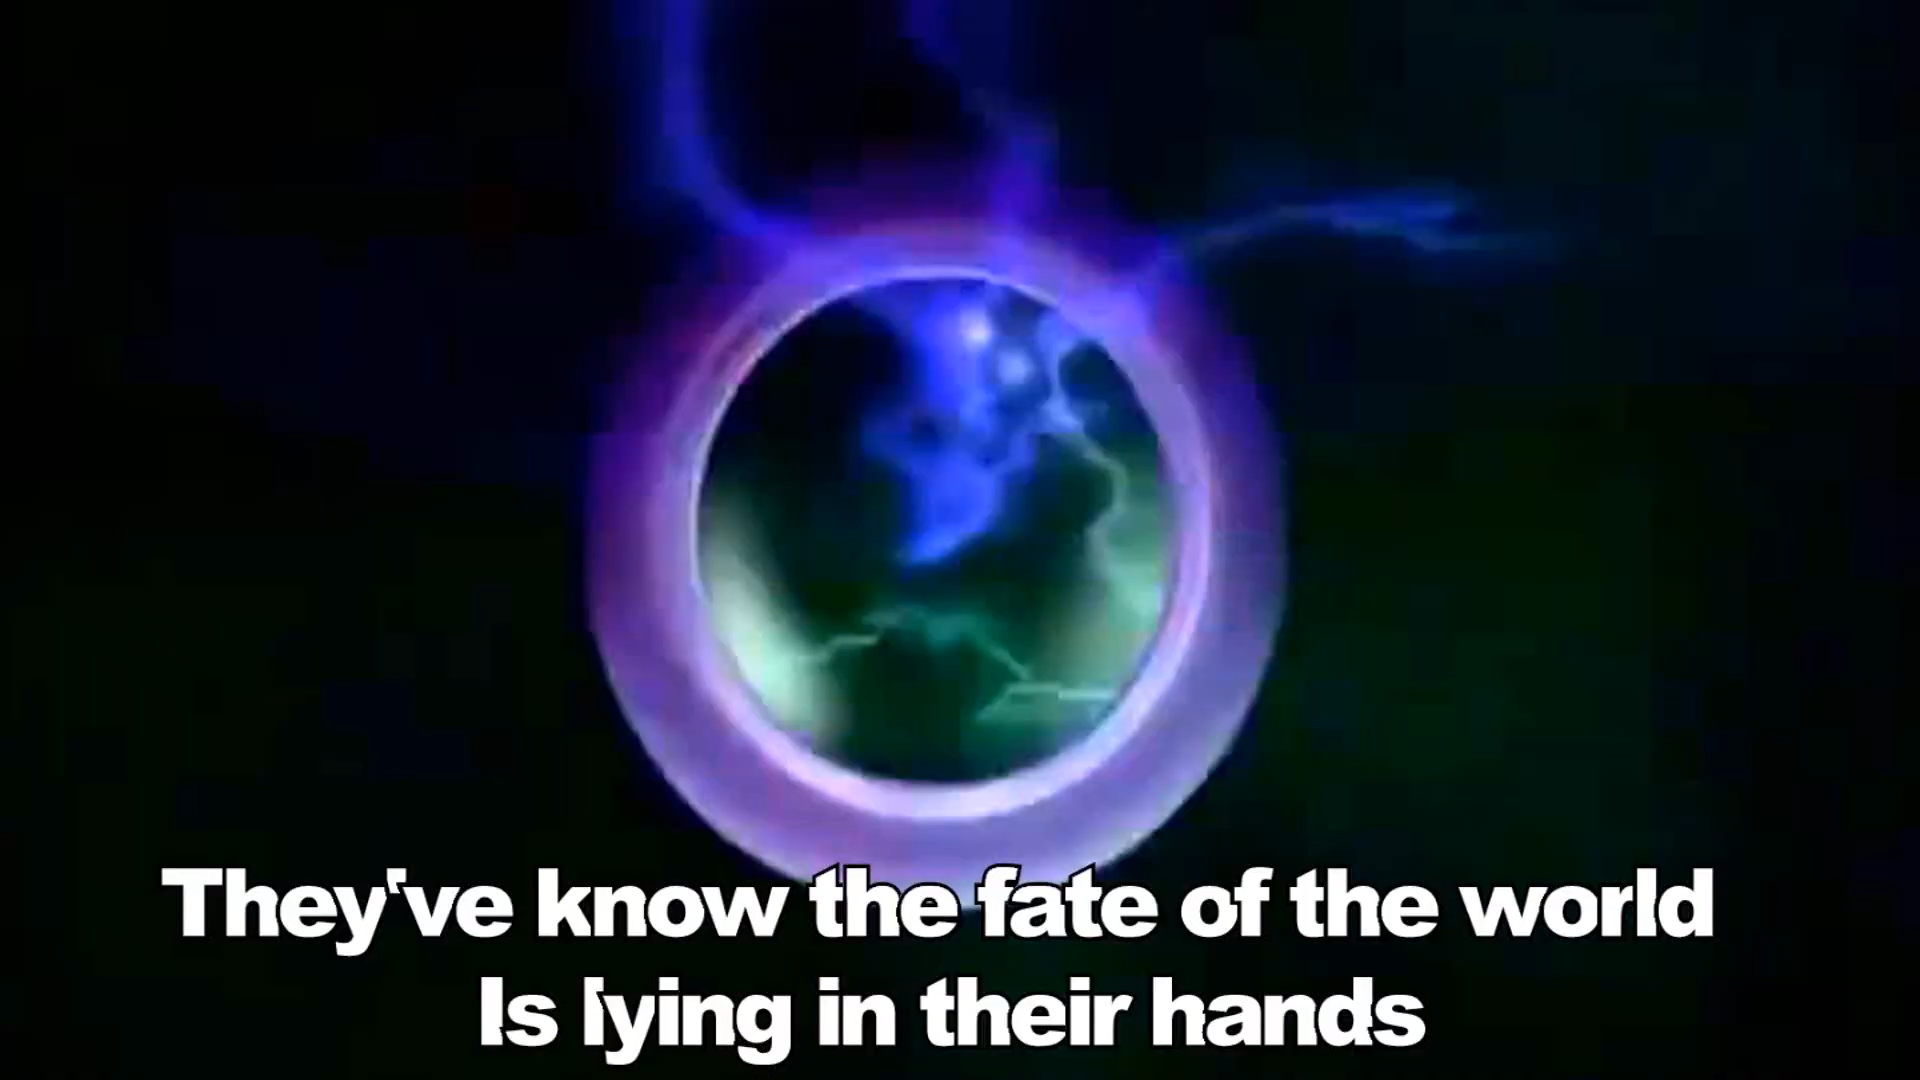 They've know the fate of the world
Is lying in their hands